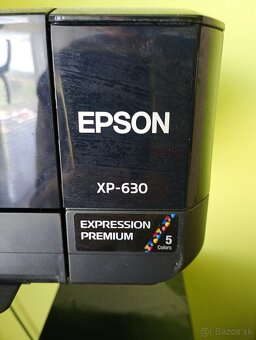 EPSON
XP-630
EXPRESSION
PREMIUM
5
Colors
© Bazos.sk